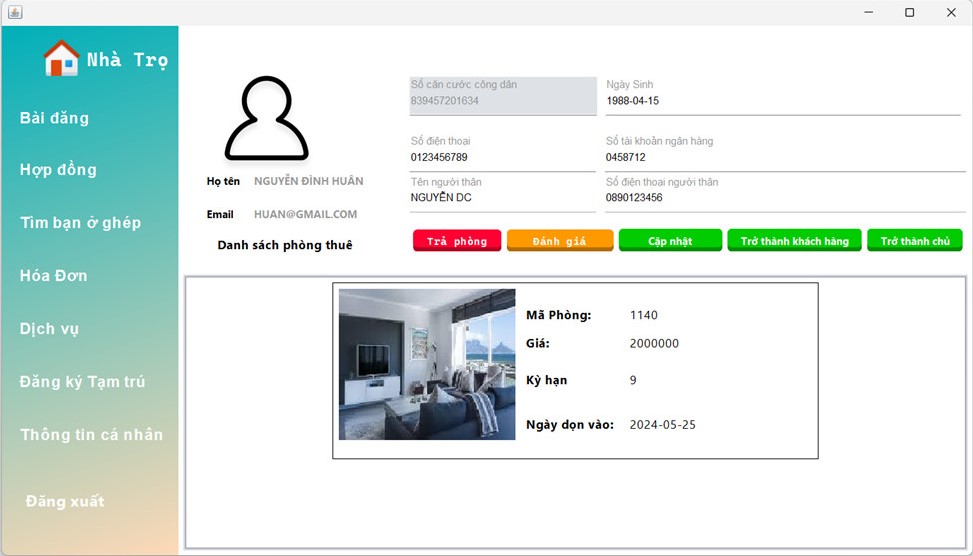 Nhà Trọ
Bài đăng
Hợp đồng
Tìm bạn ở ghép
Hóa Đơn
Dịch vụ
Đăng ký Tạm trú
Thông tin cá nhân
Đăng xuất
Họ tên NGUYỄN ĐÌNH HUÂN
Email HUAN@GMAIL.COM
Số căn cước công dân
839457201634
Ngày Sinh
1988-04-15
Số điện thoại
0123456789
Số tài khoản ngân hàng
0458712
Tên người thân
NGUYỄN DC
Số điện thoại người thân
0890123456
Danh sách phòng thuê
Trả phòng
Đánh giá
Cập nhật
Trở thành khách hàng
Trở thành chủ
Mã Phòng: 1140
Giá: 2000000
Kỳ hạn 9
Ngày dọn vào: 2024-05-25